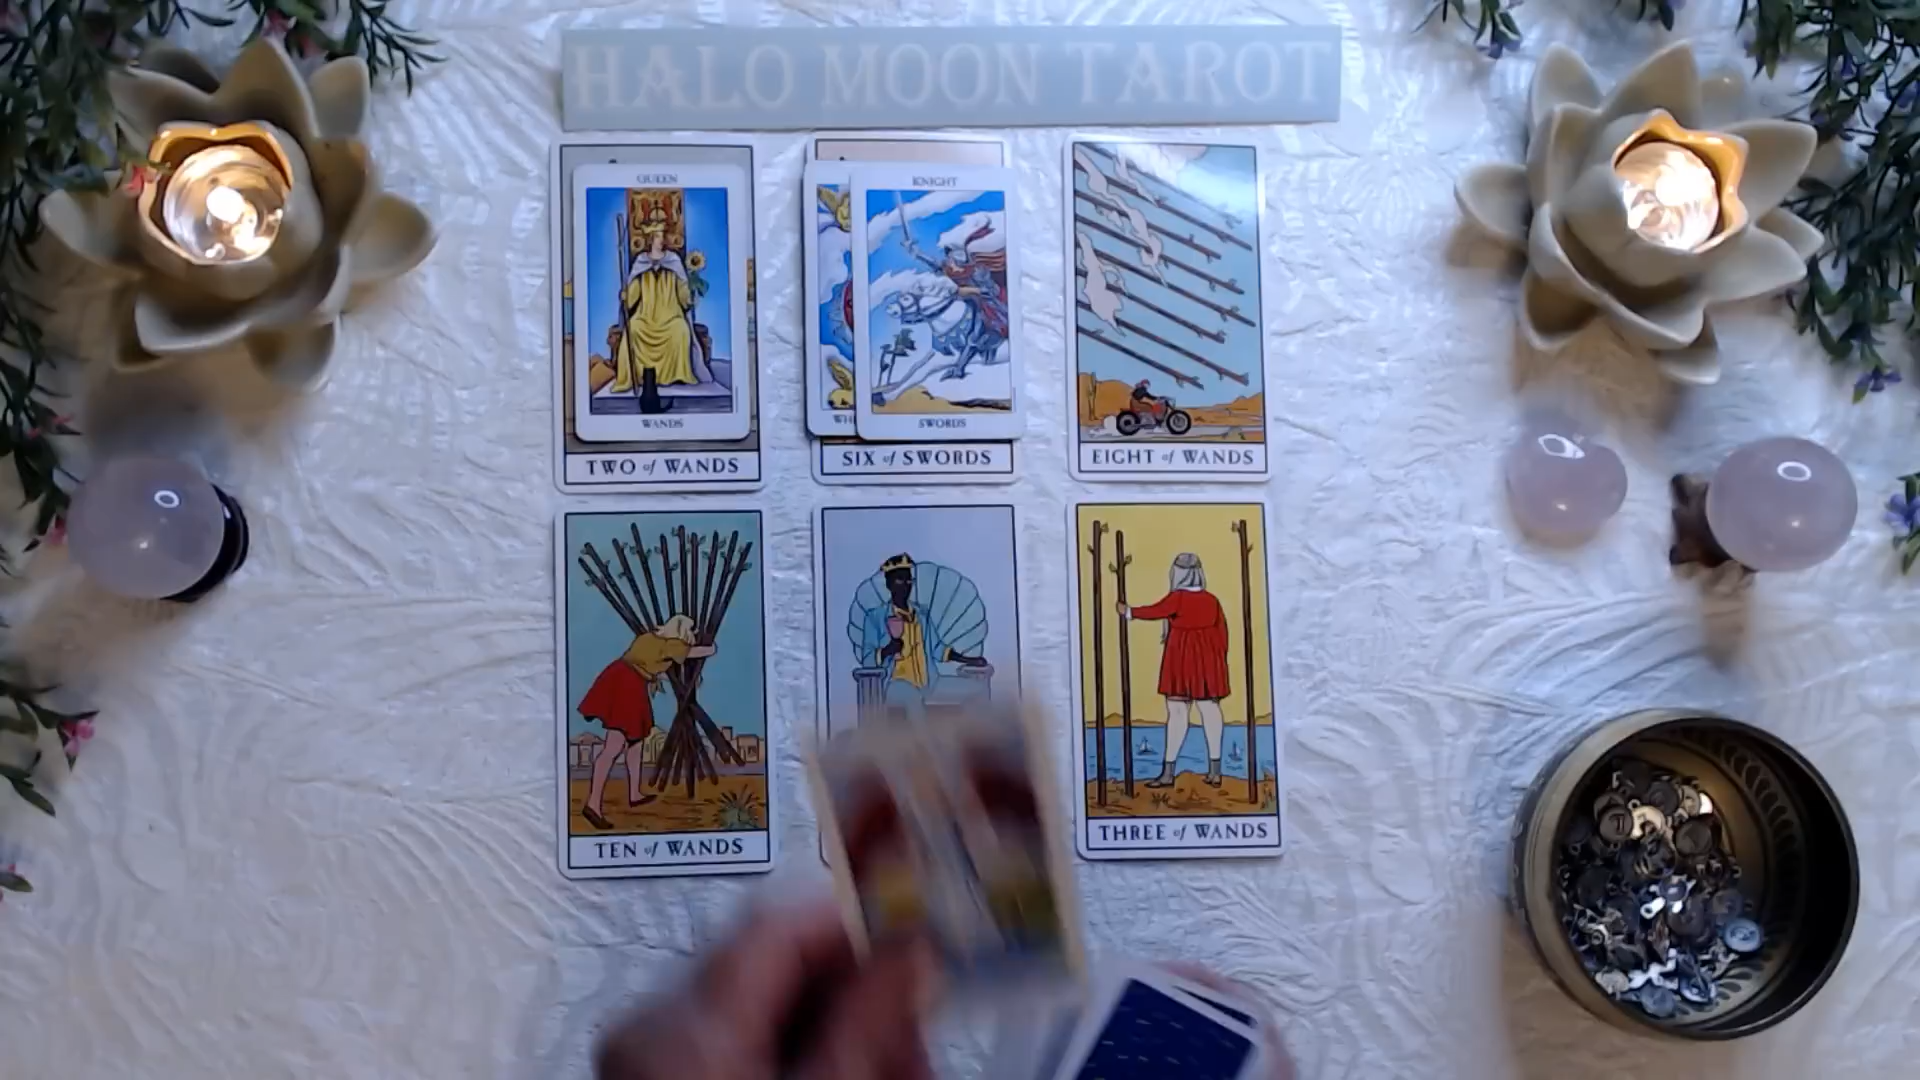 HALO MOON TAROT
QUEEN
WANDS
TWO of WANDS
KNIGHT
SWORDS
SIX of SWORDS
EIGHT of WANDS
TEN of WANDS
THREE of WANDS